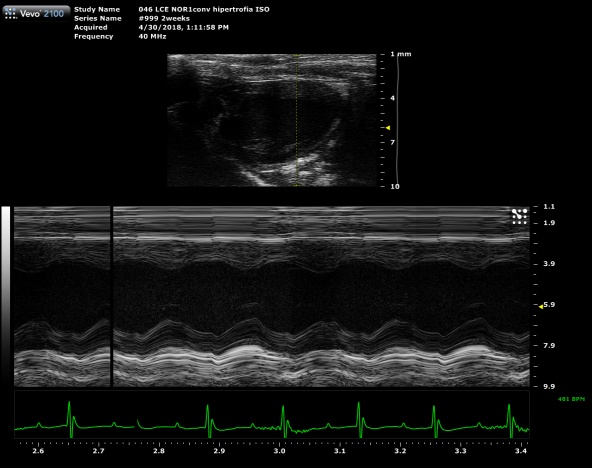 Vevo 2100
Study Name 046 LCE NOR1conv hipertrofia ISO
Series Name #999 2weeks
Acquired 4/30/2018, 1:11:58 PM
Frequency 40 MHz
1 mm
4
7
10
1.1
1.9
3.9
5.9
7.9
9.9
481 BPM
2.6 2.7 2.8 2.9 3.0 3.1 3.2 3.3 3.4